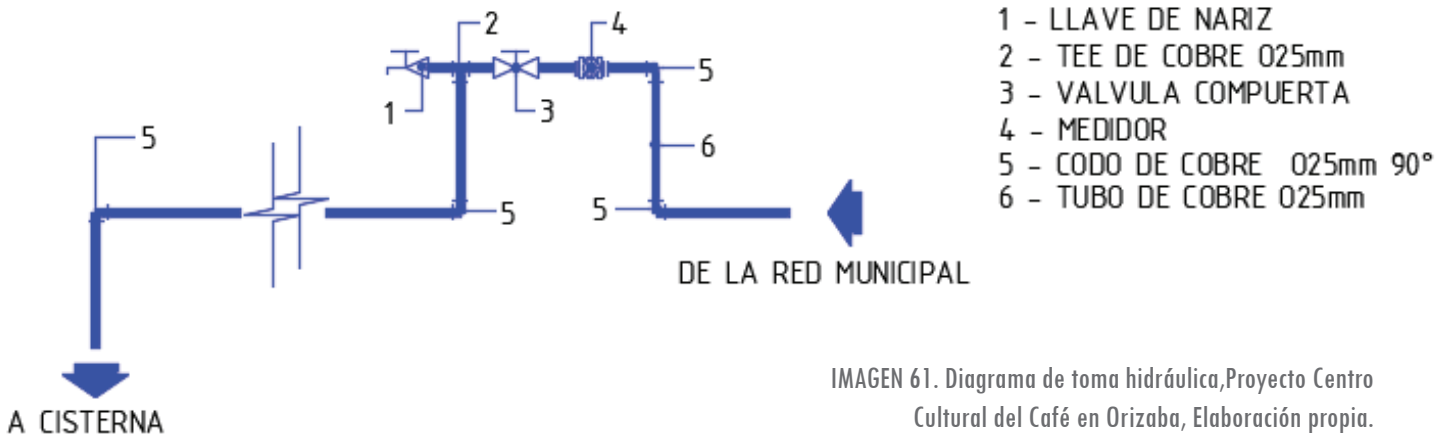 1 - LLAVE DE NARIZ
2 - TEE DE COBRE O25mm
3 - VALVULA COMPUERTA
4 - MEDIDOR
5 - CODO DE COBRE O25mm 90°
6 - TUBO DE COBRE O25mm
2
4
5
1
3
5
6
5
5
DE LA RED MUNICIPAL
A CISTERNA
IMAGEN 61. Diagrama de toma hidráulica,Proyecto Centro
Cultural del Café en Orizaba, Elaboración propia.